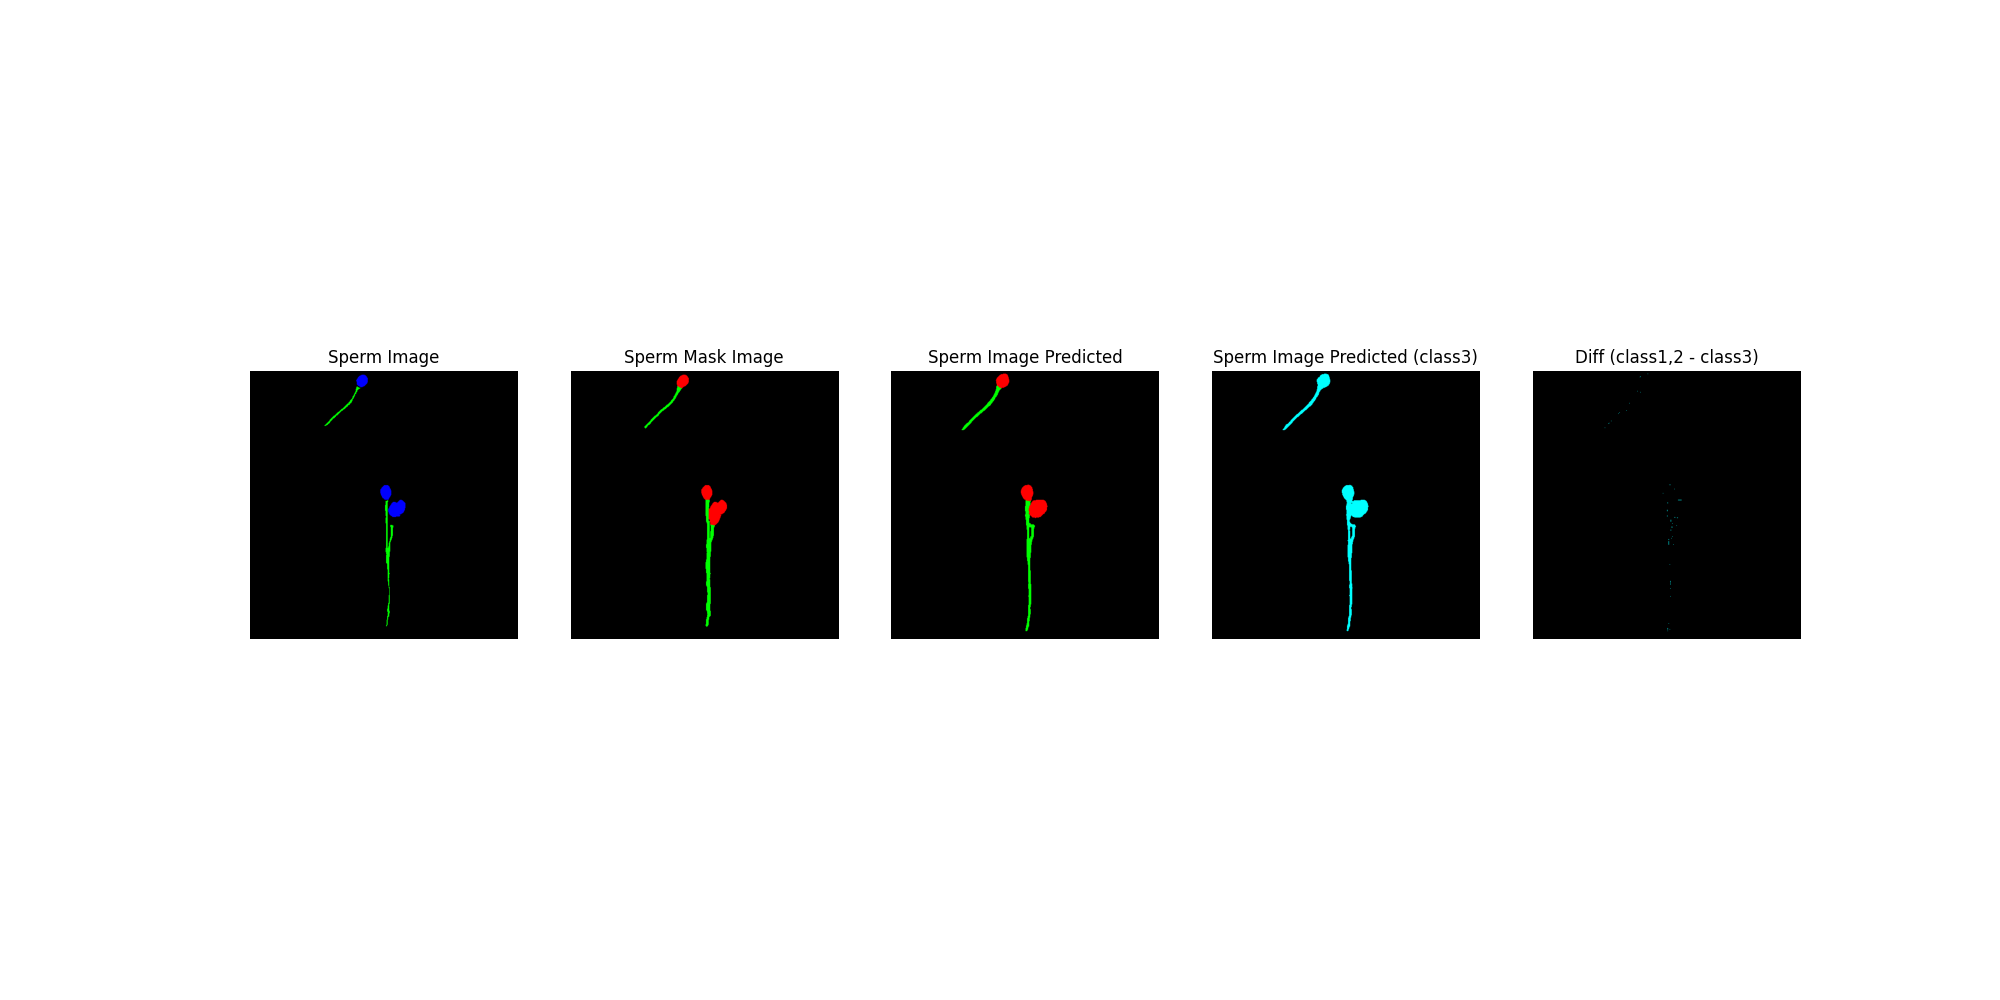 Sperm Image
Sperm Mask Image
Sperm Image Predicted
Sperm Image Predicted (class3)
Diff (class1,2 - class3)